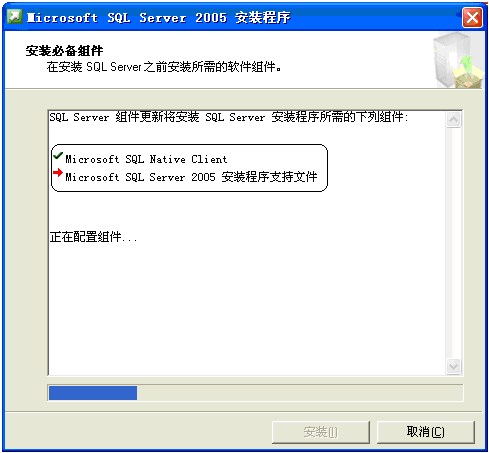 Microsoft SQL Server 2005 安装程序
安装必备组件
在安装 SQL Server之前安装所需的软件组件。
SQL Server 组件更新将安装 SQL Server 安装程序所需的下列组件:
Microsoft SQL Native Client
Microsoft SQL Server 2005 安装程序支持文件
正在配置组件...
安装(I)
取消(C)